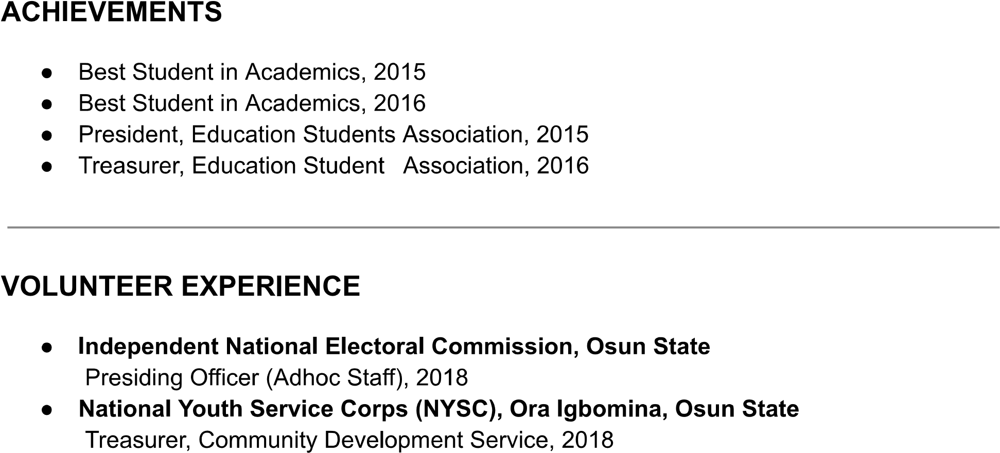 ACHIEVEMENTS
● Best Student in Academics, 2015
● Best Student in Academics, 2016
● President, Education Students Association, 2015
● Treasurer, Education Student   Association, 2016
VOLUNTEER EXPERIENCE
● Independent National Electoral Commission, Osun State
Presiding Officer (Adhoc Staff), 2018
● National Youth Service Corps (NYSC), Ora Igbomina, Osun State
Treasurer, Community Development Service, 2018